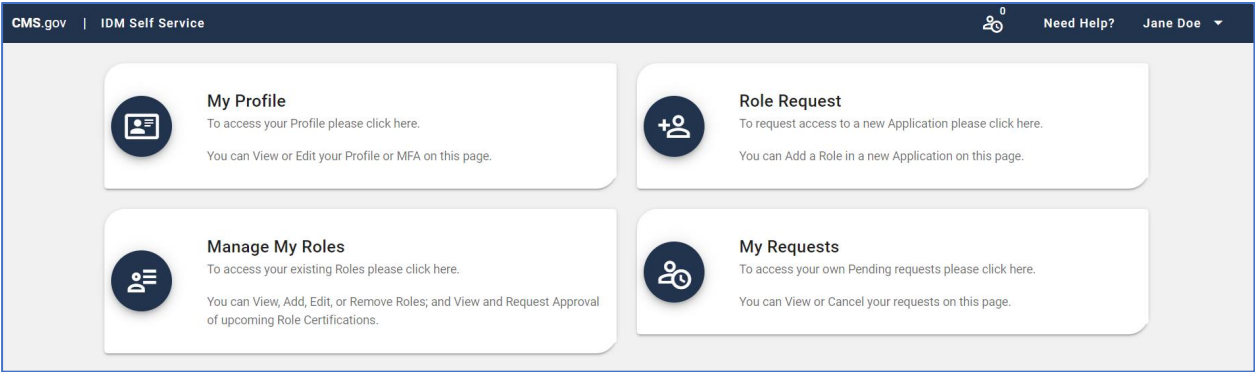 CMS.gov | IDM Self Service
0
Need Help?
Jane Doe
My Profile
To access your Profile please click here.
You can View or Edit your Profile or MFA on this page.
Role Request
To request access to a new Application please click here.
You can Add a Role in a new Application on this page.
Manage My Roles
To access your existing Roles please click here.
You can View, Add, Edit, or Remove Roles; and View and Request Approval
of upcoming Role Certifications.
My Requests
To access your own Pending requests please click here.
You can View or Cancel your requests on this page.